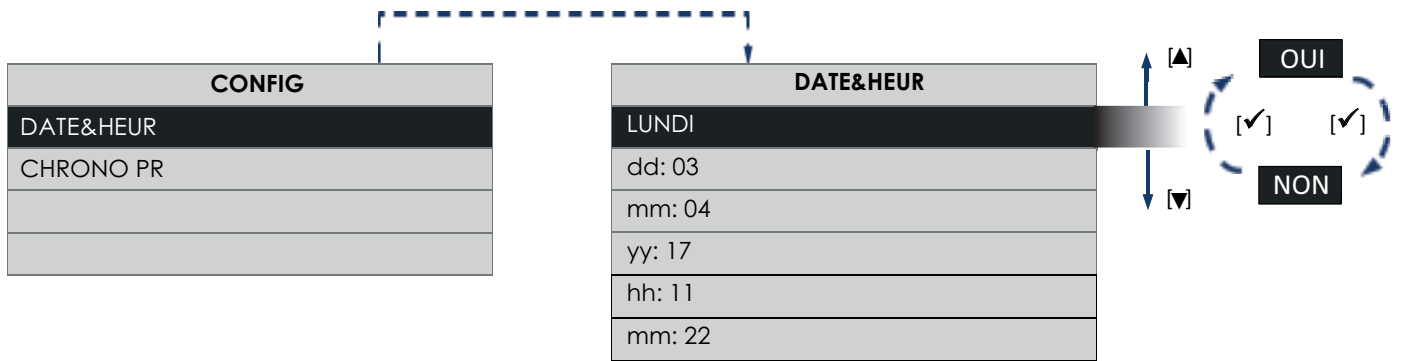 CONFIG
DATE&HEUR
CHRONO PR
DATE&HEUR
LUNDI
dd: 03
mm: 04
yy: 17
hh: 11
mm: 22
[▲]
OUI
[✔] [✔]
NON
[▼]